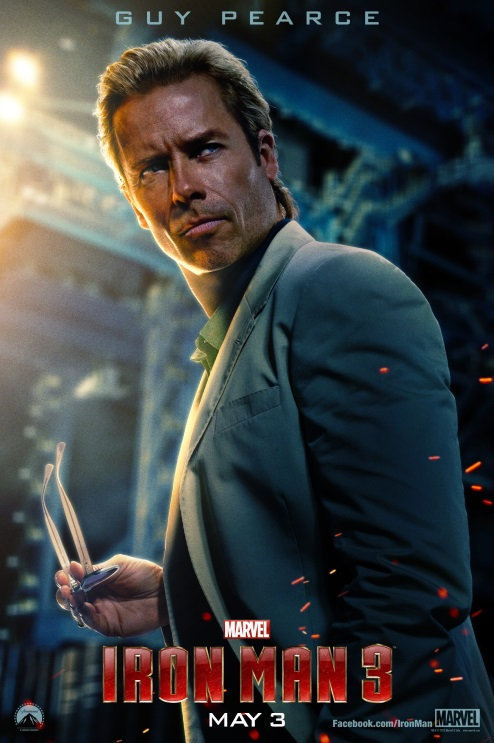 GUY PEARCE
MARVEL
IRON MAN 3
MAY 3
Facebook.com/IronMan
MARVEL